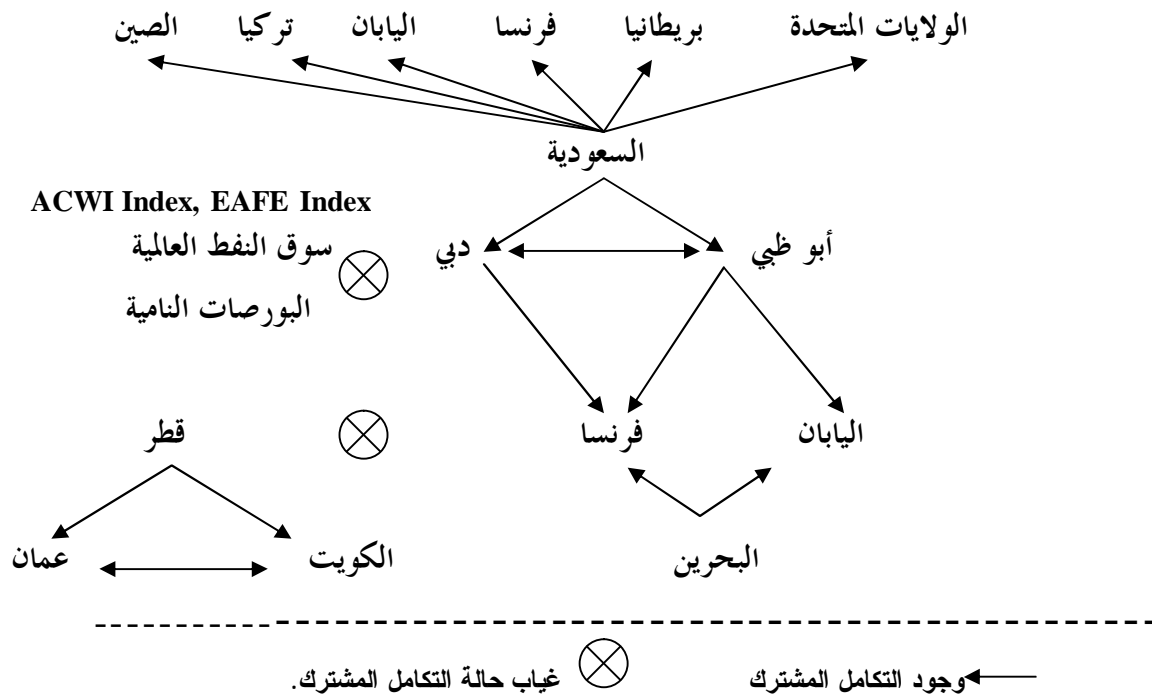 الولايات المتحدة بريطانيا فرنسا اليابان تركيا الصين
السعودية
ACWI Index, EAFE Index
أبو ظبي دبي سوق النفط العالمية
البورصات النامية
اليابان فرنسا قطر
البحرين الكويت عمان
وجود التكامل المشترك غياب حالة التكامل المشترك.